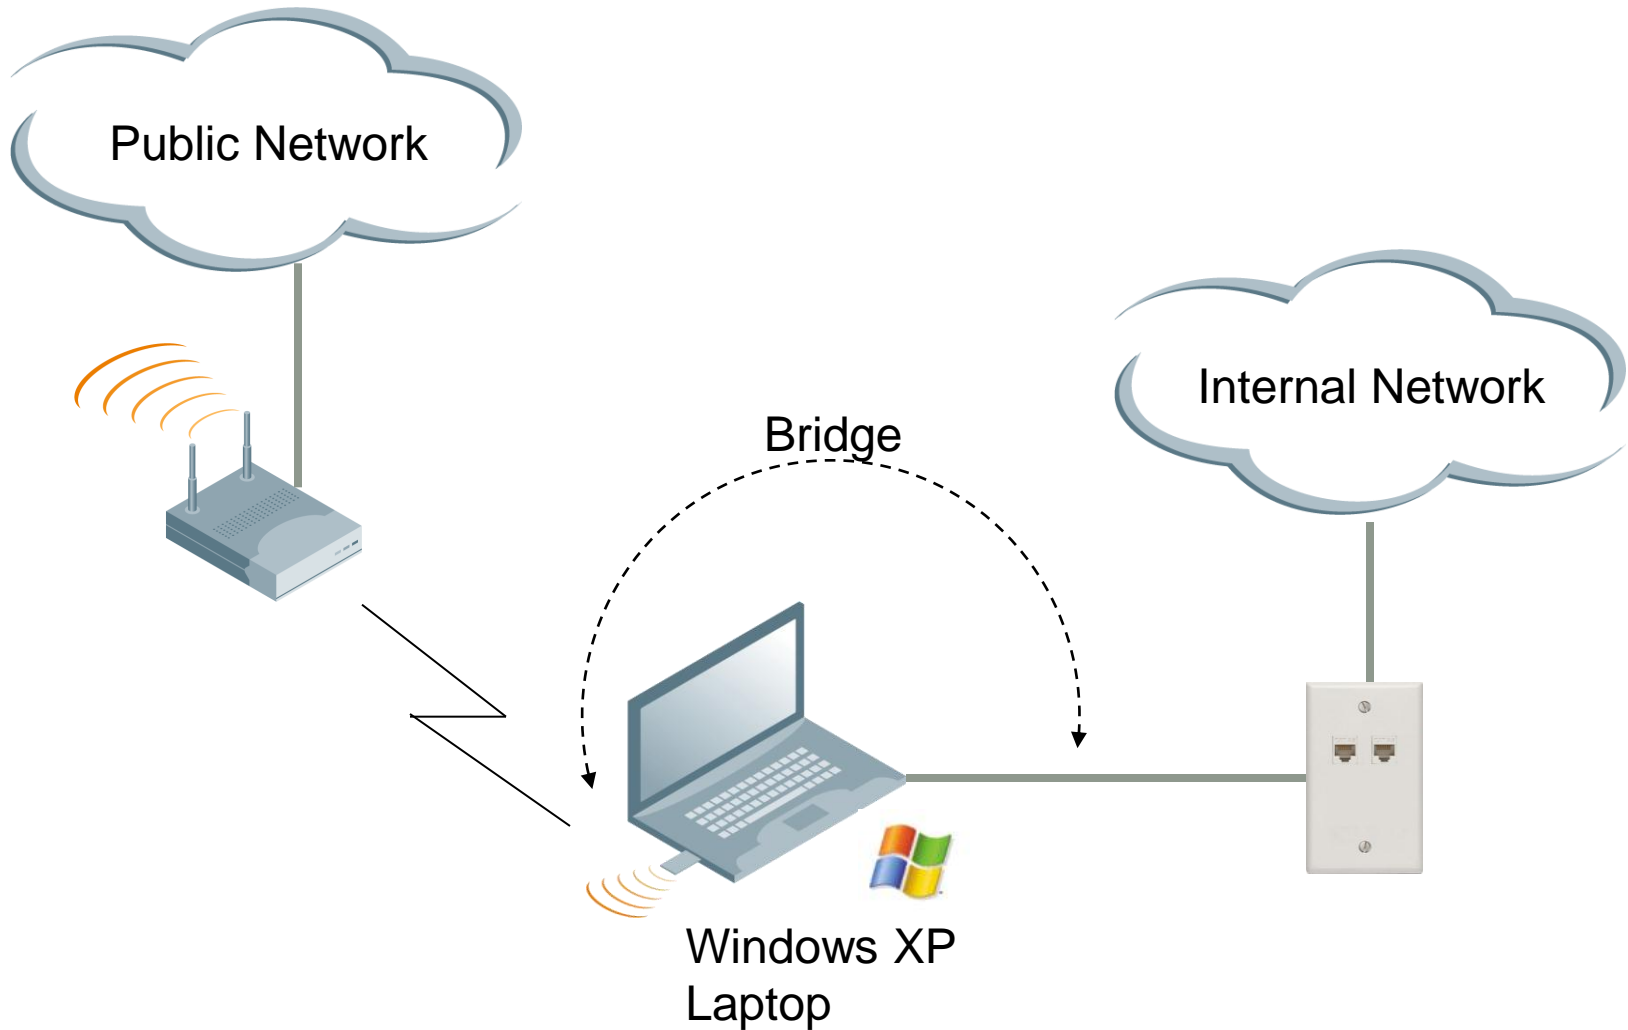 Public Network
Internal Network
Bridge
Windows XP
Laptop